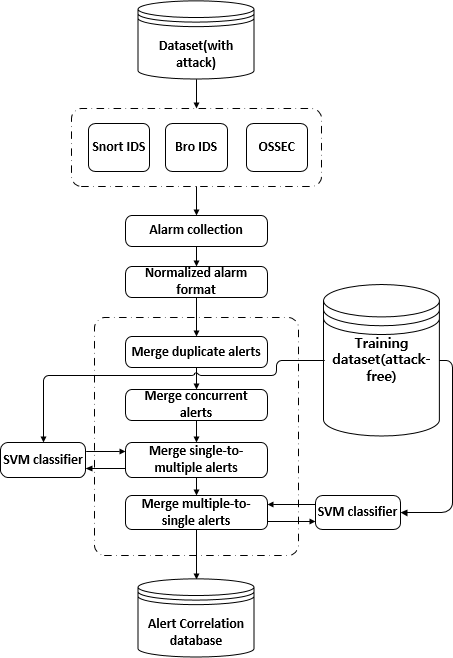 Dataset(with
attack)
Snort IDS
Bro IDS
OSSEC
Alarm collection
Normalized alarm
format
Merge duplicate alerts
Training
dataset(attack-
free)
Merge concurrent
alerts
SVM classifier
Merge single-to-
multiple alerts
Merge multiple-to-
single alerts
SVM classifier
Alert Correlation
database